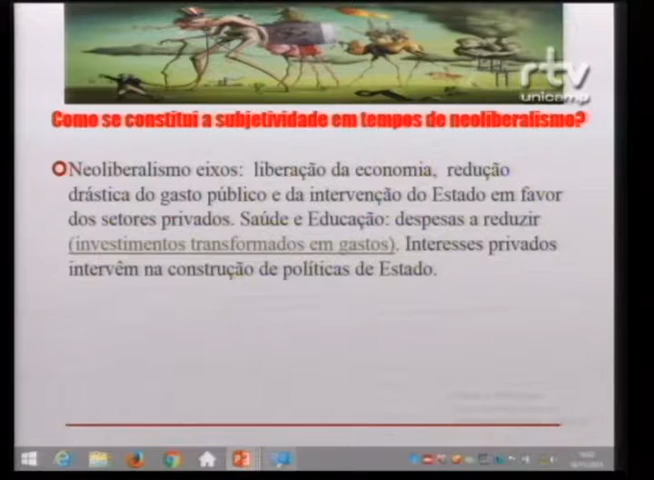 rtv
unicamp
Como se constitui a subjetividade em tempos de neoliberalismo?
Neoliberalismo eixos: liberação da economia, redução
drástica do gasto público e da intervenção do Estado em favor
dos setores privados. Saúde e Educação: despesas a reduzir
(investimentos transformados em gastos). Interesses privados
intervêm na construção de políticas de Estado.